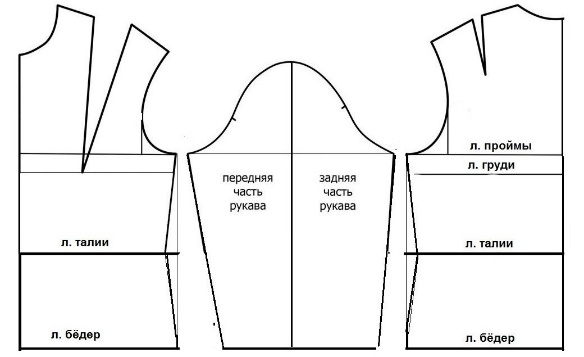 л. проймы
л. груди
передняя
часть
рукава
задняя
часть
рукава
л. талии
л. талии
л. бёдер
л. бёдер